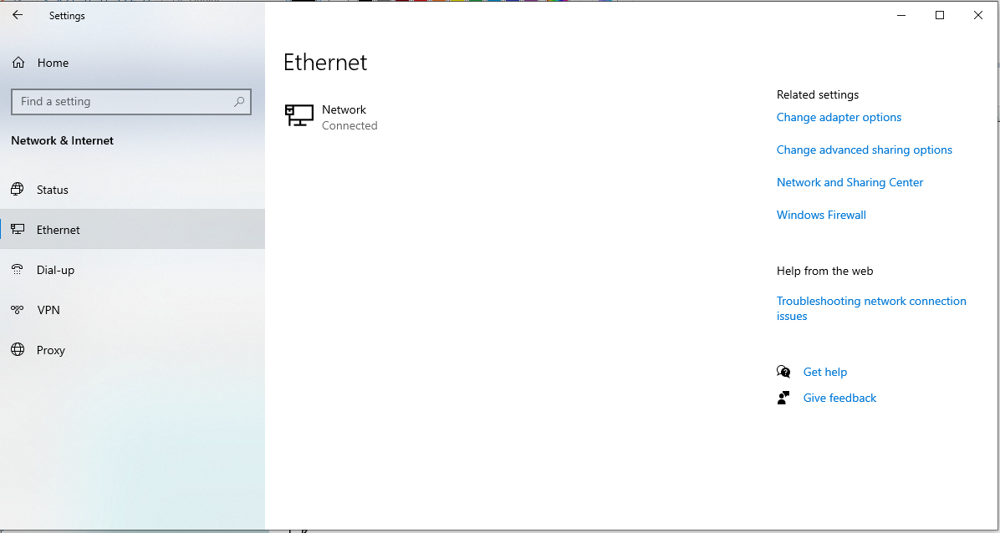 Settings
Home
Find a setting
Network & Internet
Status
Ethernet
Dial-up
VPN
Proxy
Ethernet
Network
Connected
Related settings
Change adapter options
Change advanced sharing options
Network and Sharing Center
Windows Firewall
Help from the web
Troubleshooting network connection
issues
Get help
Give feedback